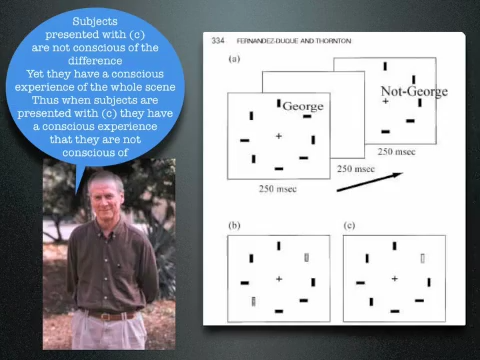 Subjects
presented with (c)
are not conscious of the
difference
Yet they have a conscious
experience of the whole scene
Thus when subjects are
presented with (c) they have
a conscious experience
that they are not
conscious of
334 FERNANDEZ-DUQUE AND THORNTON
(a)
George
Not-George
250 msec
250 msec
250 msec
(b)
(c)